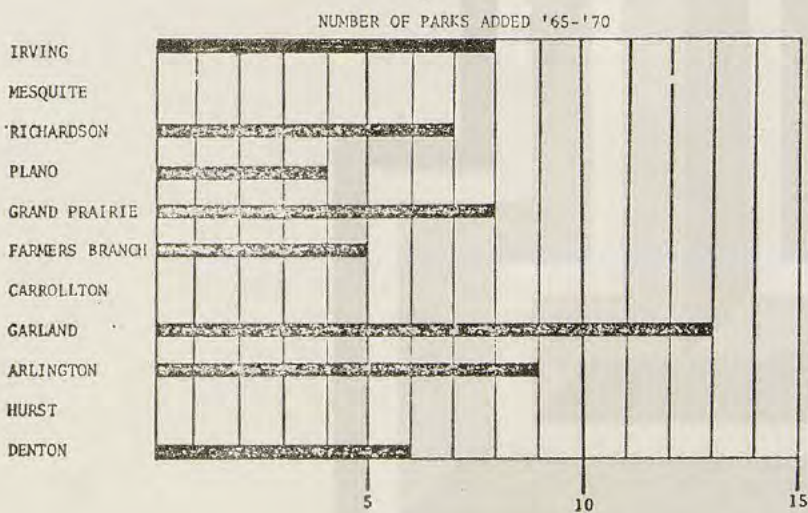 NUMBER OF PARKS ADDED '65-'70
IRVING
MESQUITE
RICHARDSON
PLANO
GRAND PRAIRIE
FARMERS BRANCH
CARROLLTON
GARLAND
ARLINGTON
HURST
DENTON
5 10 15